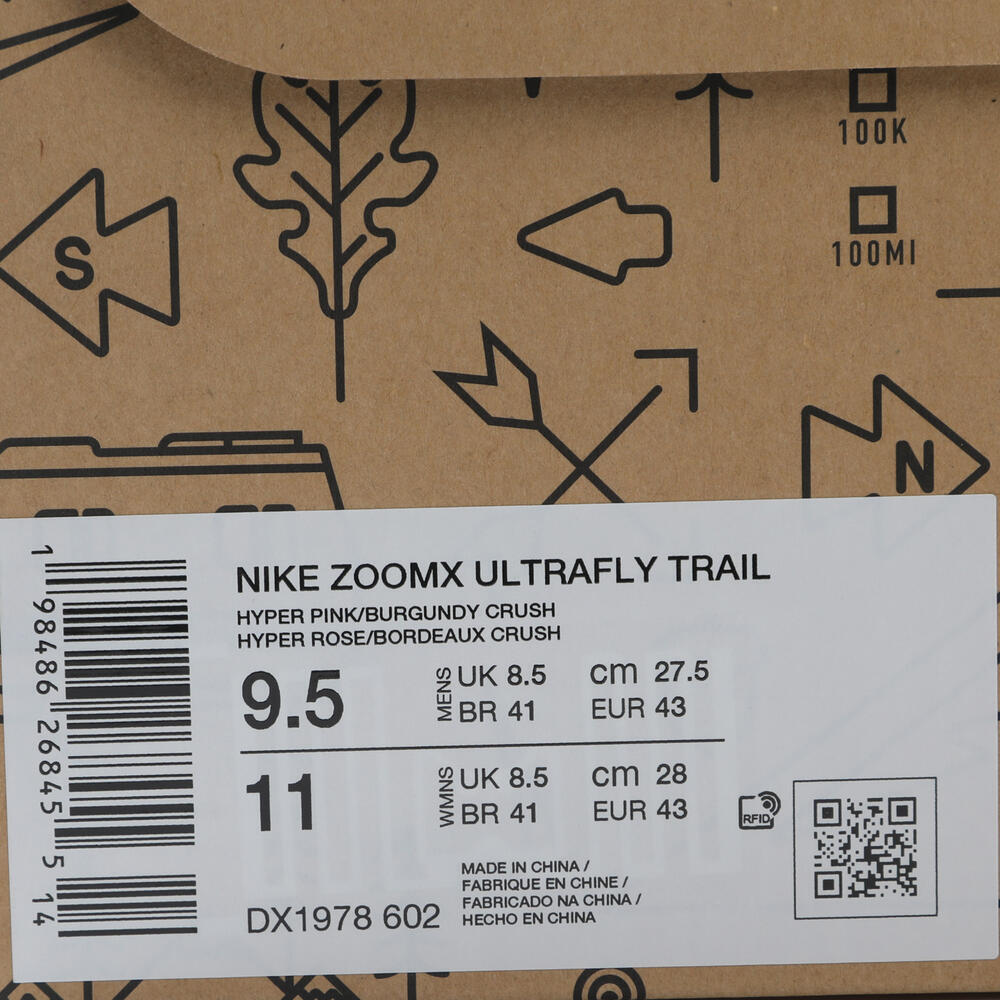 100K
100MI
S
N
NIKE ZOOMX ULTRAFLY TRAIL
HYPER PINK/BURGUNDY CRUSH
HYPER ROSE/BORDEAUX CRUSH
9.5 MENS UK 8.5 cm 27.5
BR 41 EUR 43
11 WMNS UK 8.5 cm 28
BR 41 EUR 43
RFID
MADE IN CHINA /
FABRIQUE EN CHINE /
FABRICADO NA CHINA /
HECHO EN CHINA
DX1978 602
1 98486 26845 5 14